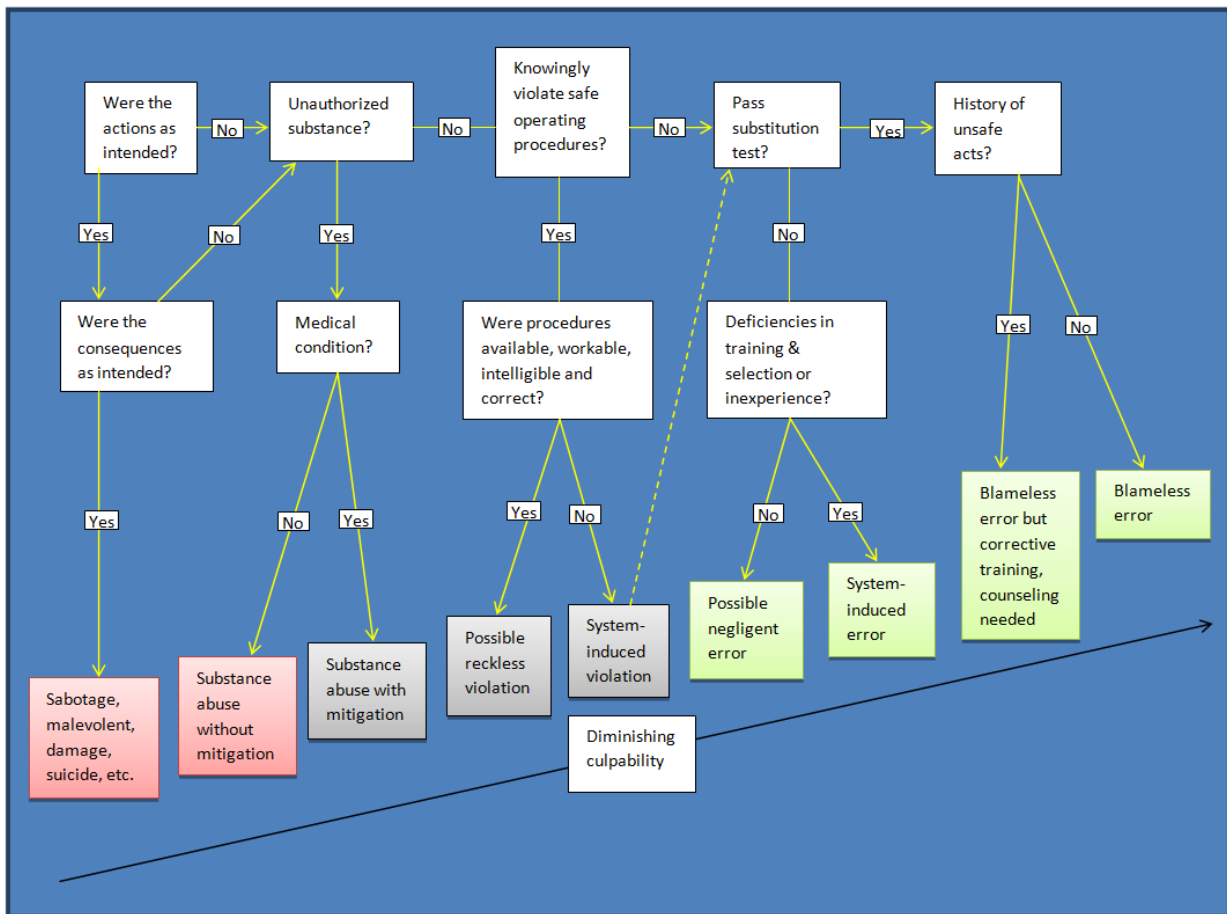 Were the
actions as
intended?
No
Unauthorized
substance?
No
Knowingly
violate safe
operating
procedures?
No
Pass
substitution
test?
Yes
History of
unsafe
acts?
Yes
No
Yes
Yes
No
Were the
consequences
as intended?
Medical
condition?
Were procedures
available, workable,
intelligible and
correct?
Deficiencies in
training &
selection or
inexperience?
Yes
No
Yes
No
Yes
Yes
No
No
Yes
Sabotage,
malevolent,
damage,
suicide, etc.
Substance
abuse
without
mitigation
Substance
abuse with
mitigation
Possible
reckless
violation
System-
induced
violation
Possible
negligent
error
System-
induced
error
Blameless
error but
corrective
training,
counseling
needed
Blameless
error
Diminishing
culpability